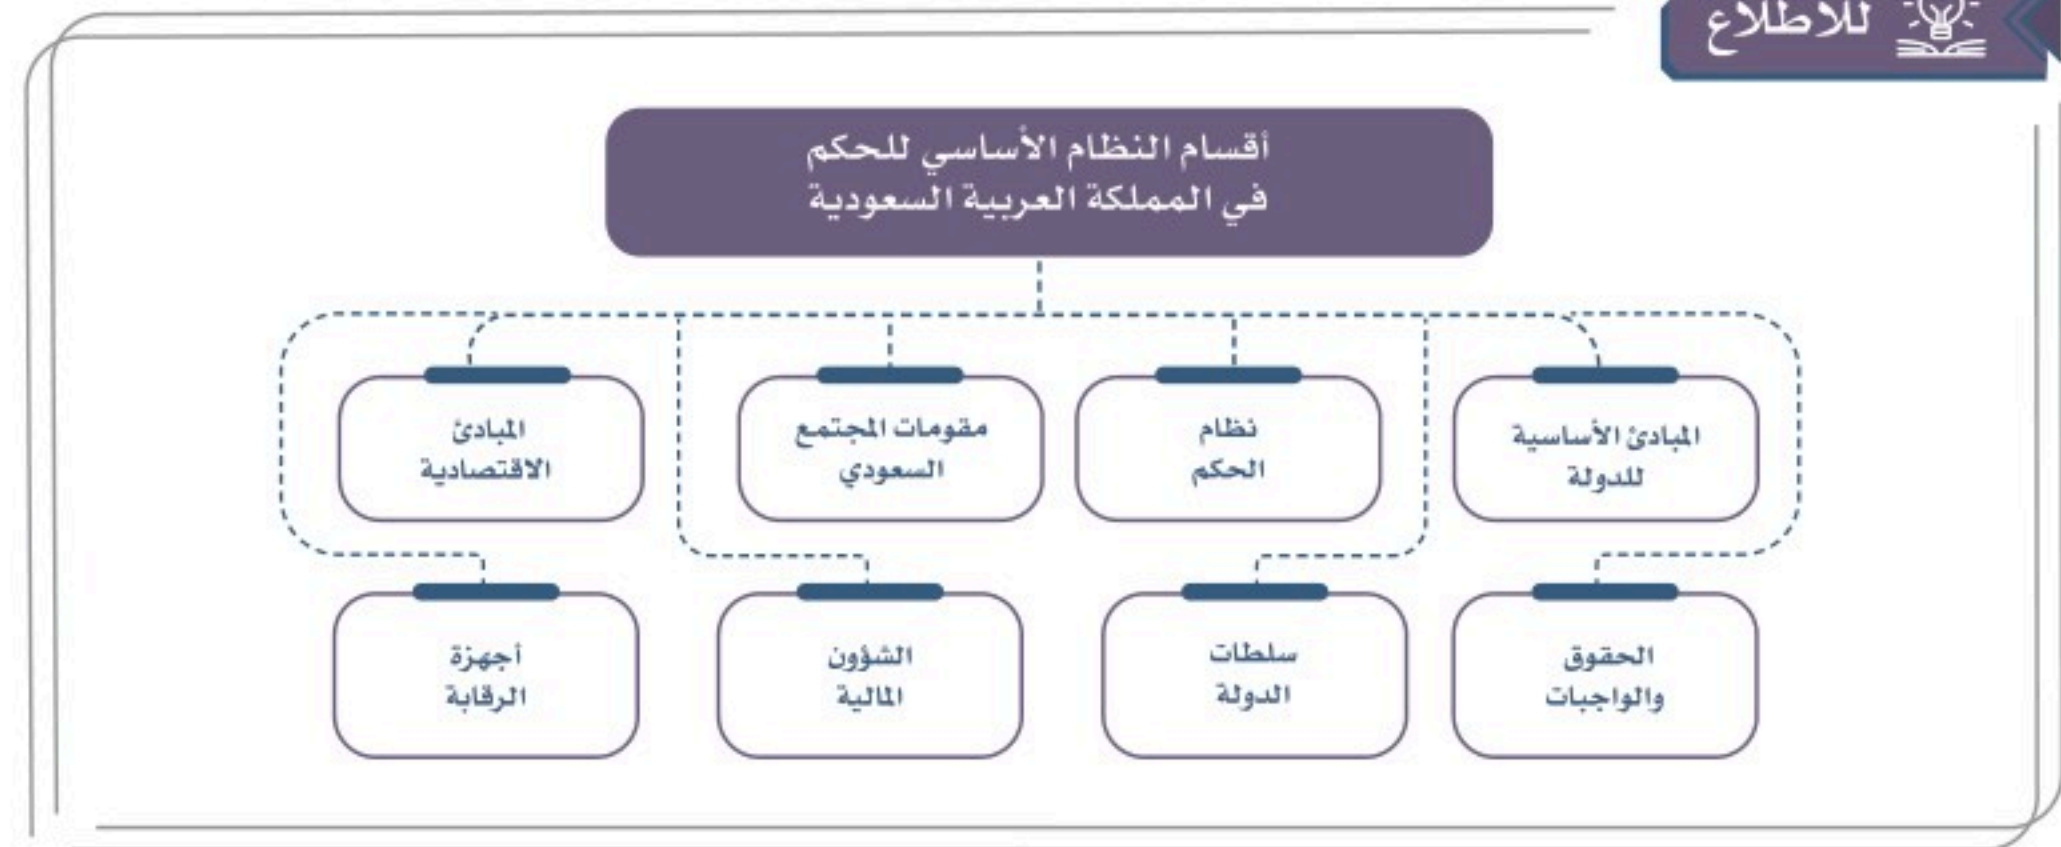 للاطلاع
أقسام النظام الأساسي للحكم
في المملكة العربية السعودية
المبادئ الأساسية
للدولة
نظام
الحكم
مقومات المجتمع
السعودي
المبادئ
الاقتصادية
الحقوق
والواجبات
سلطات
الدولة
الشؤون
المالية
أجهزة
الرقابة